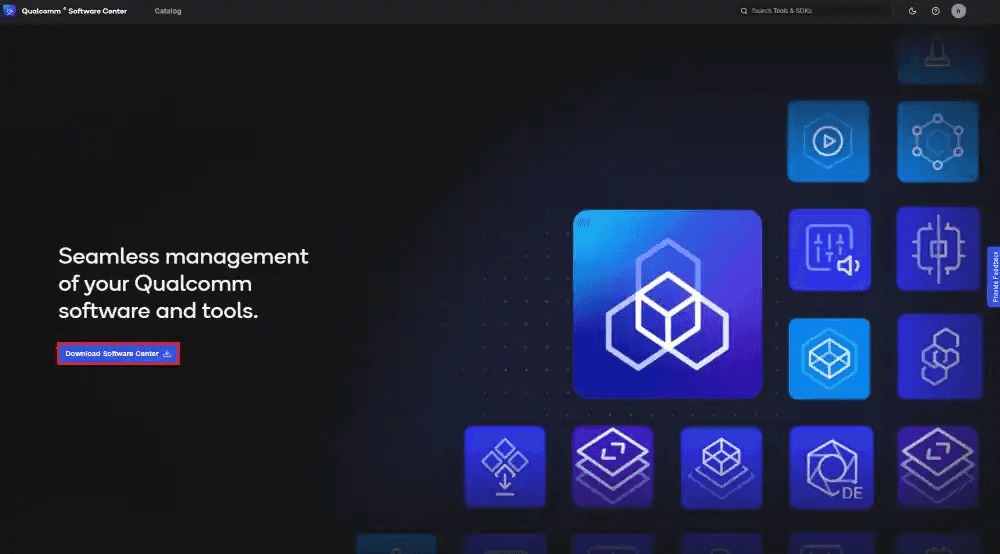 Qualcomm ® Software Center
Catalog
Search Tools & SDKs
Seamless management
of your Qualcomm
software and tools.
Download Software Center
DE
Provide Feedback